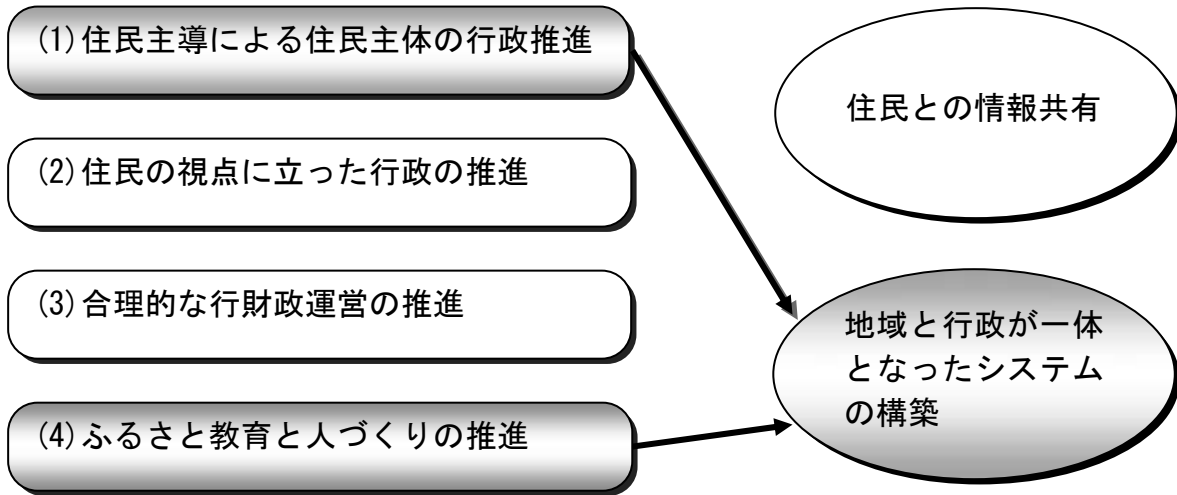 (1)住民主導による住民主体の行政推進
(2)住民の視点に立った行政の推進
(3)合理的な行財政運営の推進
(4)ふるさと教育と人づくりの推進
住民との情報共有
地域と行政が一体
となったシステム
の構築